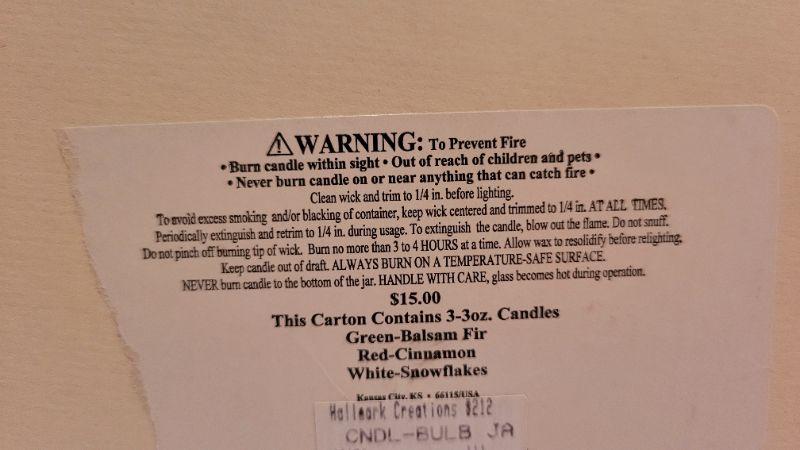 ⚠WARNING: To Prevent Fire
• Burn candle within sight • Out of reach of children and pets •
• Never burn candle on or near anything that can catch fire •
Clean wick and trim to 1/4 in. before lighting.
To avoid excess smoking and/or blacking of container, keep wick centered and trimmed to 1/4 in. AT ALL TIMES.
Periodically extinguish and retrim to 1/4 in. during usage. To extinguish the candle, blow out the flame. Do not snuff.
Do not pinch off burning tip of wick. Burn no more than 3 to 4 HOURS at a time. Allow wax to resolidify before relighting.
Keep candle out of draft. ALWAYS BURN ON A TEMPERATURE-SAFE SURFACE.
NEVER burn candle to the bottom of the jar. HANDLE WITH CARE, glass becomes hot during operation.
$15.00
This Carton Contains 3-3oz. Candles
Green-Balsam Fir
Red-Cinnamon
White-Snowflakes
Kansas City, KS • 66115/USA
Hallmark Creations #212
CNDL-BULB JA